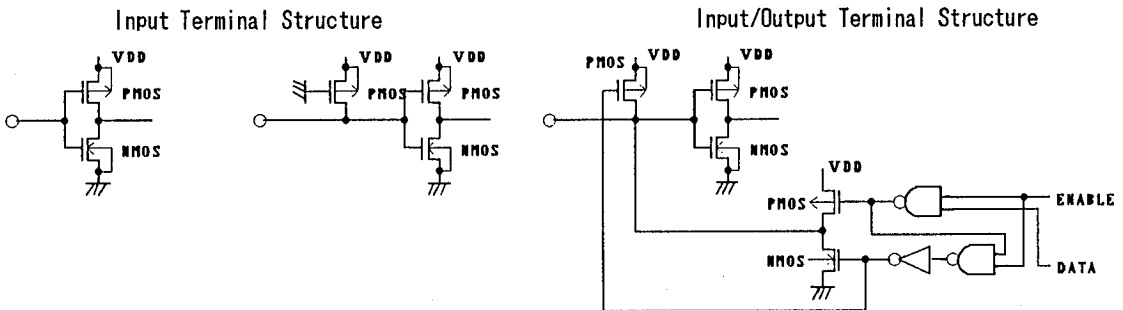 Input Terminal Structure
Input/Output Terminal Structure
VDD
PMOS
NMOS
VDD
PMOS
VDD
PMOS
NMOS
PMOS
VDD
VDD
PMOS
NMOS
VDD
PMOS
NMOS
ENABLE
DATA